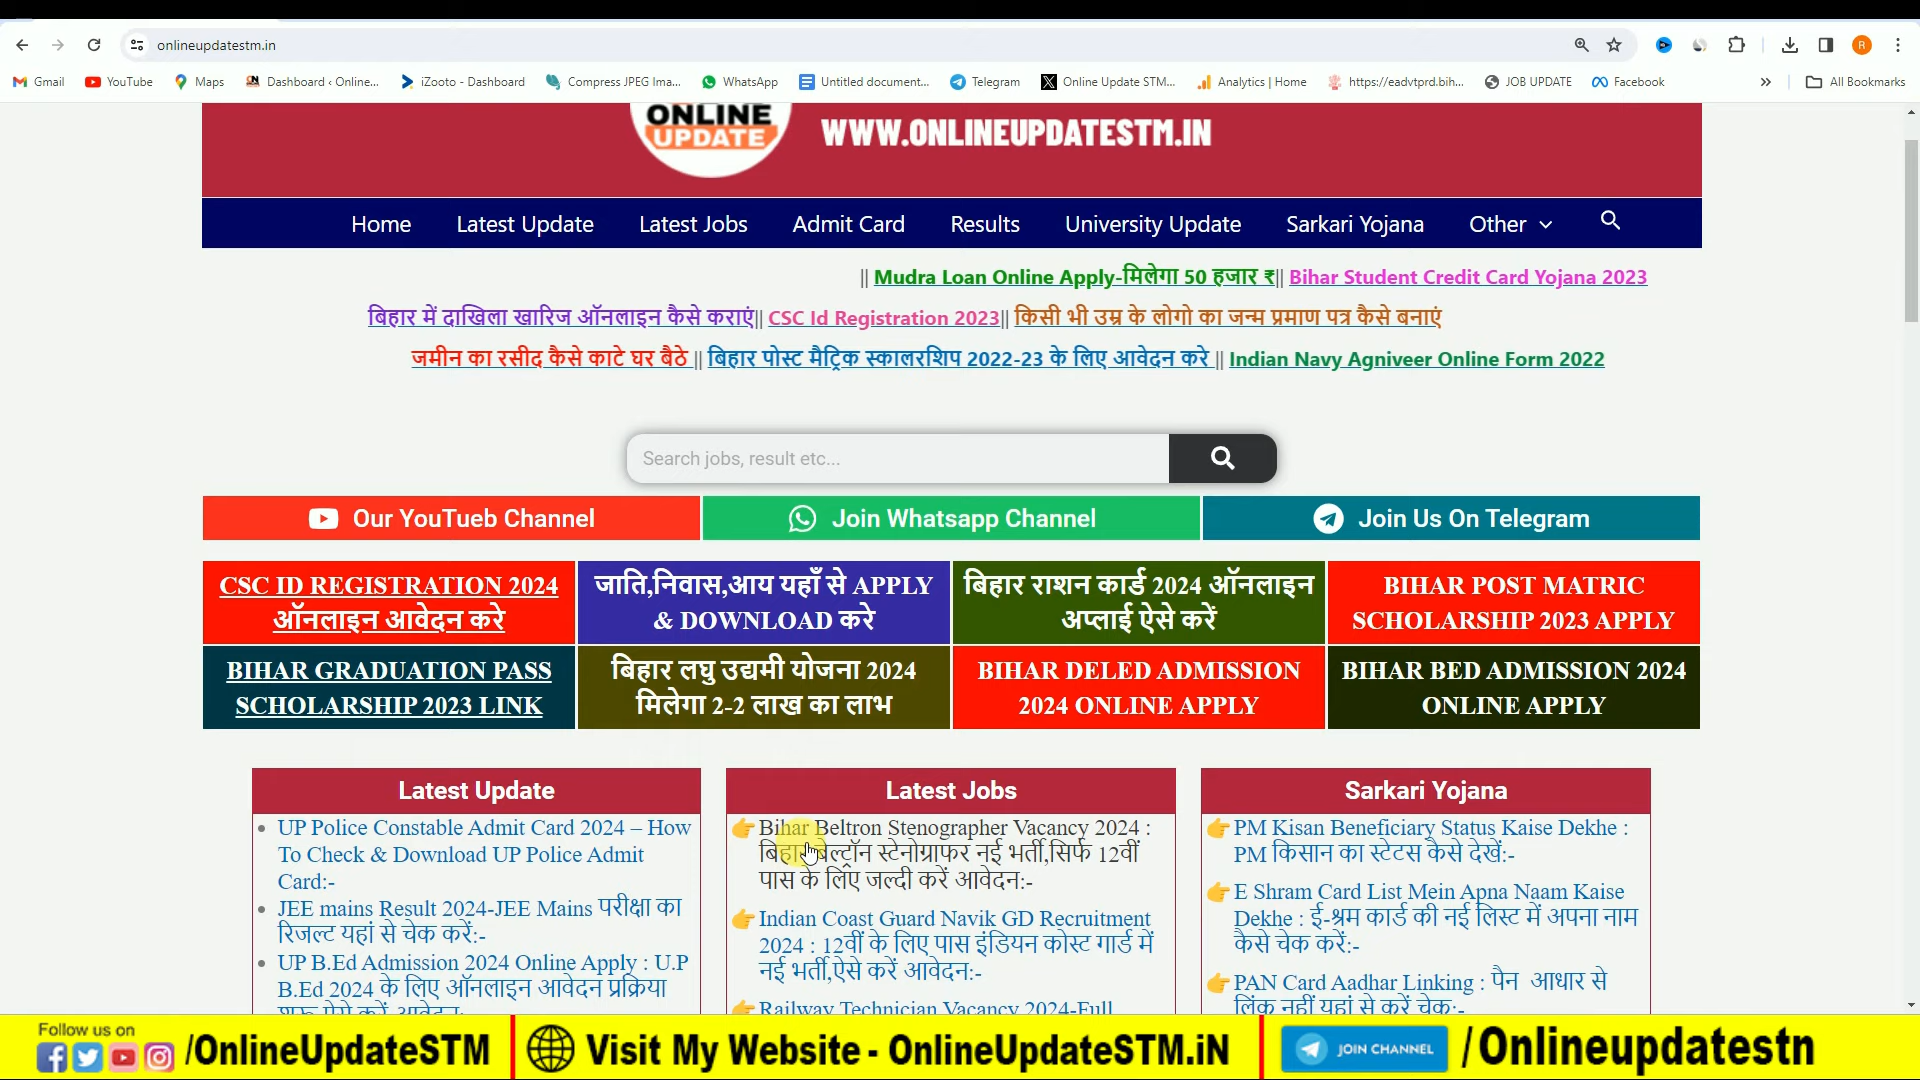 onlineupdatestm.in
Gmail YouTube Maps Dashboard ‹ Online... iZooto - Dashboard Compress JPEG Ima... WhatsApp Untitled document... Telegram Online Update STM... Analytics | Home https://eadvtprd.bih... JOB UPDATE Facebook » All Bookmarks
ONLINE
UPDATE
WWW.ONLINEUPDATESTM.IN
Home Latest Update Latest Jobs Admit Card Results University Update Sarkari Yojana Other
|| Mudra Loan Online Apply-मिलेगा 50 हजार ₹|| Bihar Student Credit Card Yojana 2023
बिहार में दाखिला खारिज ऑनलाइन कैसे कराएं|| CSC Id Registration 2023|| किसी भी उम्र के लोगो का जन्म प्रमाण पत्र कैसे बनाएं
जमीन का रसीद कैसे काटे घर बैठे || बिहार पोस्ट मैट्रिक स्कालरशिप 2022-23 के लिए आवेदन करे || Indian Navy Agniveer Online Form 2022
Search jobs, result etc...
Our YouTueb Channel
Join Whatsapp Channel
Join Us On Telegram
CSC ID REGISTRATION 2024
ऑनलाइन आवेदन करे
जाति,निवास,आय यहाँ से APPLY
& DOWNLOAD करे
बिहार राशन कार्ड 2024 ऑनलाइन
अप्लाई ऐसे करें
BIHAR POST MATRIC
SCHOLARSHIP 2023 APPLY
BIHAR GRADUATION PASS
SCHOLARSHIP 2023 LINK
बिहार लघु उद्यमी योजना 2024
मिलेगा 2-2 लाख का लाभ
BIHAR DELED ADMISSION
2024 ONLINE APPLY
BIHAR BED ADMISSION 2024
ONLINE APPLY
Latest Update
UP Police Constable Admit Card 2024 – How
To Check & Download UP Police Admit
Card:-
JEE mains Result 2024-JEE Mains परीक्षा का
रिजल्ट यहां से चेक करें:-
UP B.Ed Admission 2024 Online Apply : U.P
B.Ed 2024 के लिए ऑनलाइन आवेदन प्रक्रिया
Latest Jobs
Bihar Beltron Stenographer Vacancy 2024 :
बिहार बेल्ट्रॉन स्टेनोग्राफर नई भर्ती,सिर्फ 12वीं
पास के लिए जल्दी करें आवेदन:-
Indian Coast Guard Navik GD Recruitment
2024 : 12वीं के लिए पास इंडियन कोस्ट गार्ड में
नई भर्ती,ऐसे करें आवेदन:-
Railway Technician Vacancy 2024-Full
Sarkari Yojana
PM Kisan Beneficiary Status Kaise Dekhe :
PM किसान का स्टेटस कैसे देखें:-
E Shram Card List Mein Apna Naam Kaise
Dekhe : ई-श्रम कार्ड की नई लिस्ट में अपना नाम
कैसे चेक करें:-
PAN Card Aadhar Linking : पैन आधार से
लिंक नहीं यहां से करें चेक:-
Follow us on
/OnlineUpdateSTM
Visit My Website - OnlineUpdateSTM.iN
JOIN CHANNEL
/Onlineupdatestn